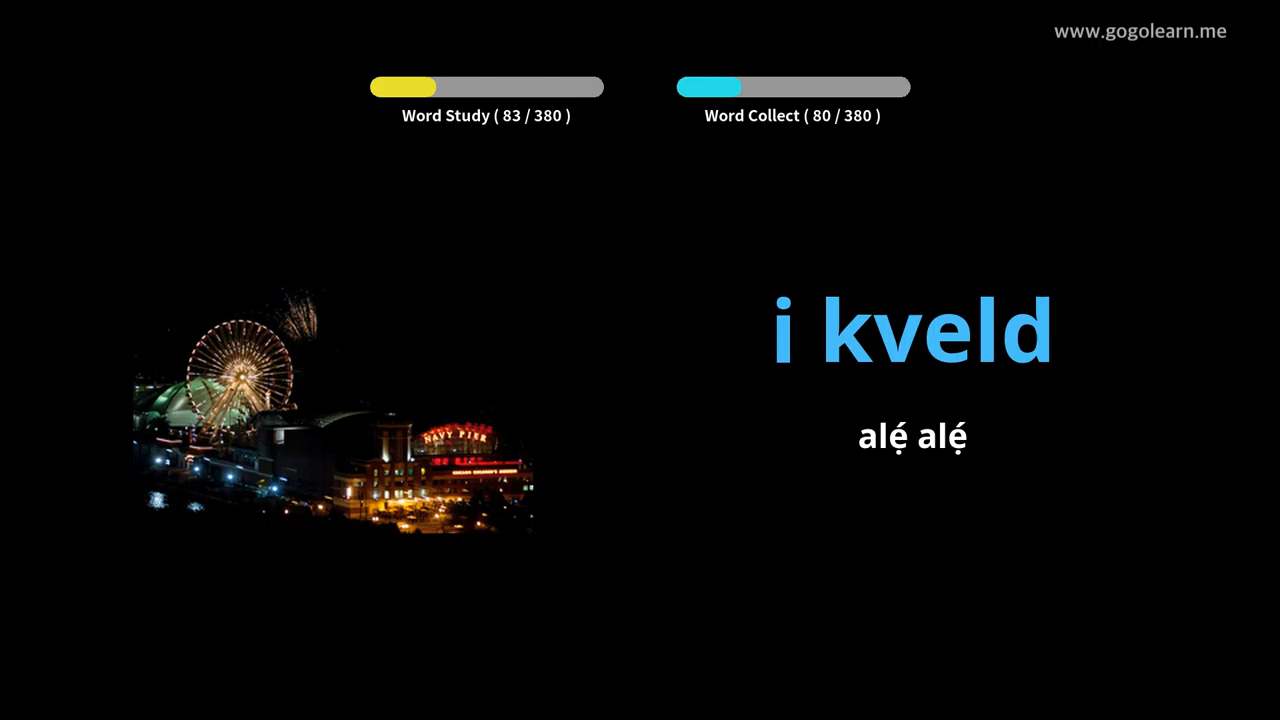 www.gogolearn.me
Word Study ( 83 / 380 )
Word Collect ( 80 / 380 )
i kveld
alẹ́ alẹ́
NAVY PIER